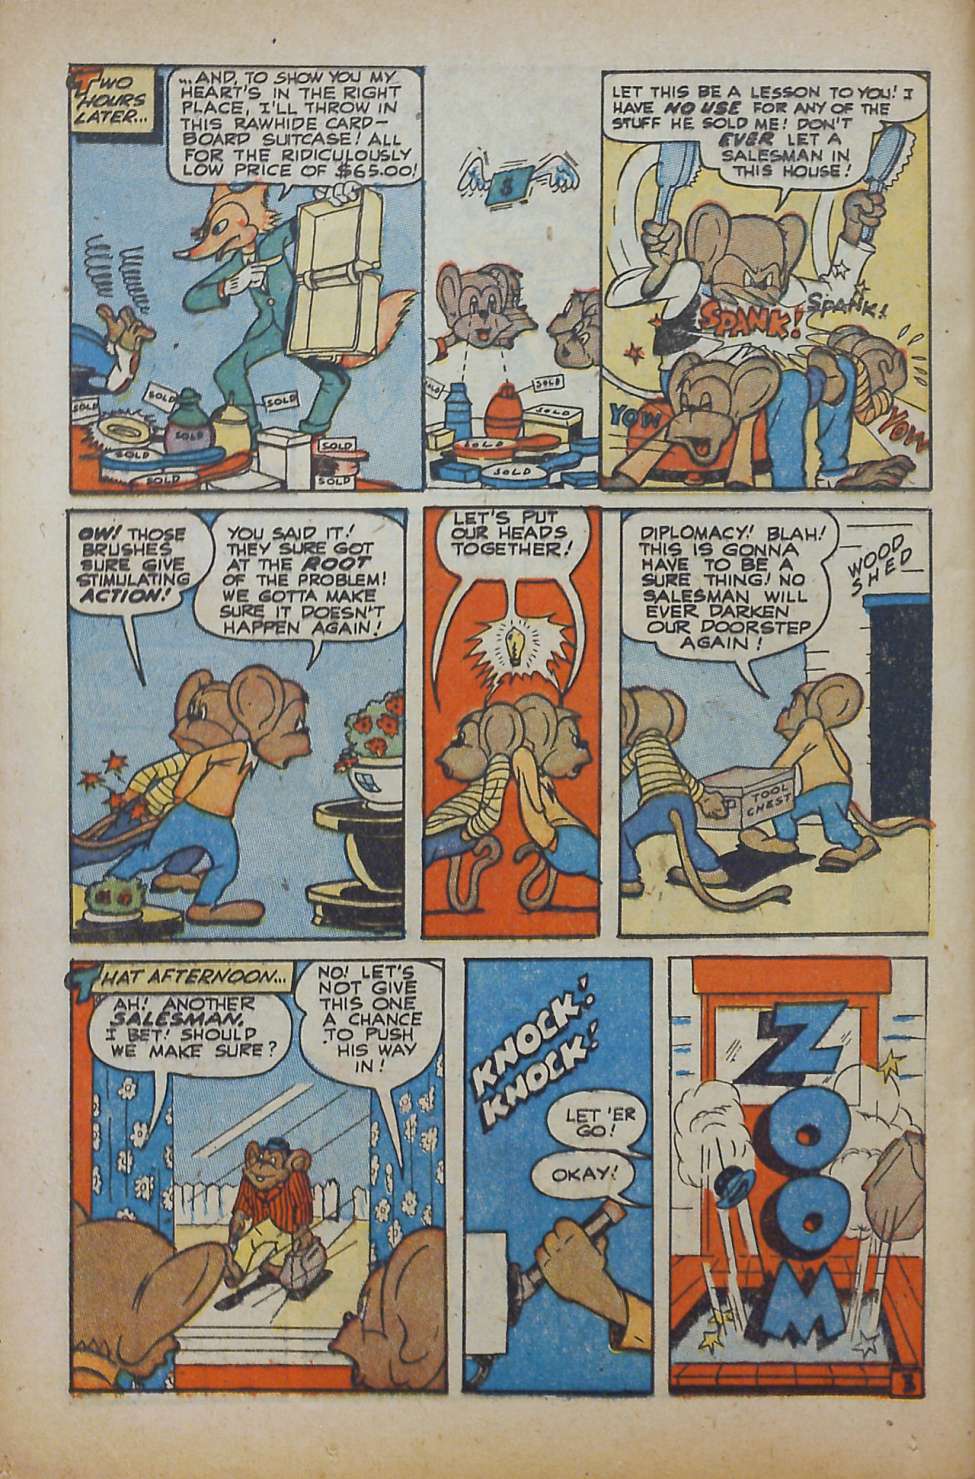 TWO
HOURS
LATER...
...AND, TO SHOW YOU MY
HEART'S IN THE RIGHT
PLACE, I'LL THROW IN
THIS RAWHIDE CARD-
BOARD SUITCASE! ALL
FOR THE RIDICULOUSLY
LOW PRICE OF $65.00!
SOLD
SOLD
SOLD
SOLD
SOLD
SOLD
SOLD
SOLD
SOLD
$
SOLD
SOLD
SOLD
SOLD
SOLD
LET THIS BE A LESSON TO YOU! I
HAVE NO USE FOR ANY OF THE
STUFF HE SOLD ME! DON'T
EVER LET A
SALESMAN IN
THIS HOUSE!
SPANK!
SPANK!
YOW
YOW
OW! THOSE
BRUSHES
SURE GIVE
STIMULATING
ACTION!
YOU SAID IT!
THEY SURE GOT
AT THE ROOT
OF THE PROBLEM!
WE GOTTA MAKE
SURE IT DOESN'T
HAPPEN AGAIN!
LET'S PUT
OUR HEADS
TOGETHER!
DIPLOMACY! BLAH!
THIS IS GONNA
HAVE TO BE A
SURE THING! NO
SALESMAN WILL
EVER DARKEN
OUR DOORSTEP
AGAIN!
WOOD
SHED
TOOL
CHEST
THAT AFTERNOON...
AH! ANOTHER
SALESMAN,
I BET! SHOULD
WE MAKE SURE?
NO! LET'S
NOT GIVE
THIS ONE
A CHANCE
TO PUSH
HIS WAY
IN!
KNOCK!
KNOCK!
LET 'ER
GO!
OKAY!
ZOOM
3